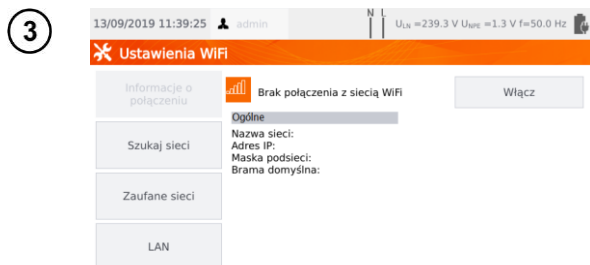 3
13/09/2019 11:39:25 admin N L U_LN =239.3 V U_NPE =1.3 V f=50.0 Hz
Ustawienia WiFi
Informacje o
połączeniu
Brak połączenia z siecią WiFi
Włącz
Ogólne
Nazwa sieci:
Adres IP:
Maska podsieci:
Brama domyślna:
Szukaj sieci
Zaufane sieci
LAN